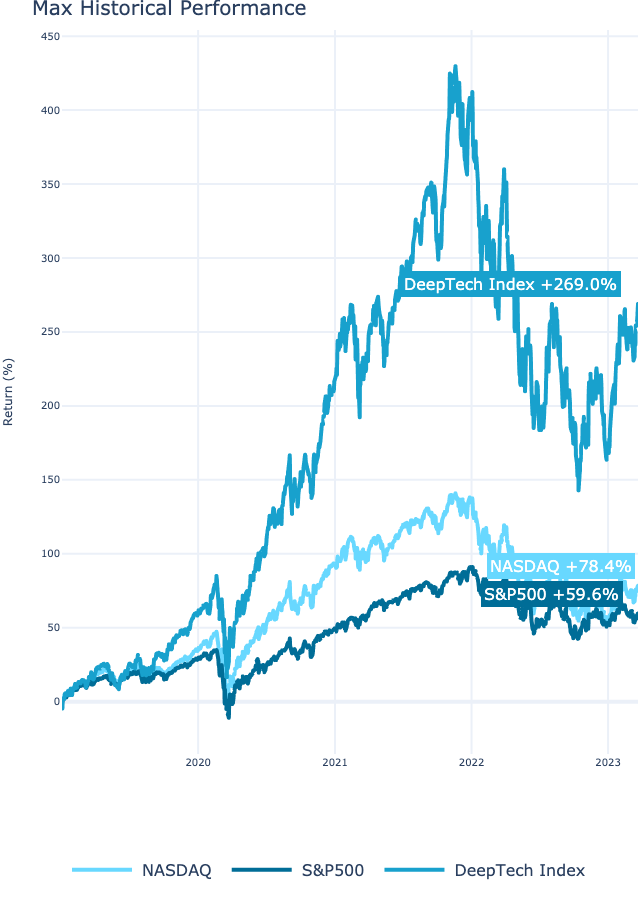 Max Historical Performance
450
400
350
300
250
200
150
100
50
0
Return (%)
DeepTech Index +269.0%
NASDAQ +78.4%
S&P500 +59.6%
2020
2021
2022
2023
NASDAQ
S&P500
DeepTech Index